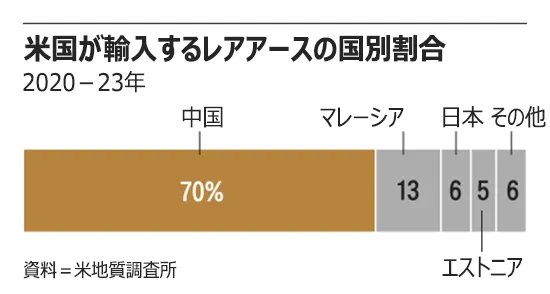 米国が輸入するレアアースの国別割合
2020－23年
中国 マレーシア 日本 その他
70% 13 6 5 6
エストニア
資料＝米地質調査所